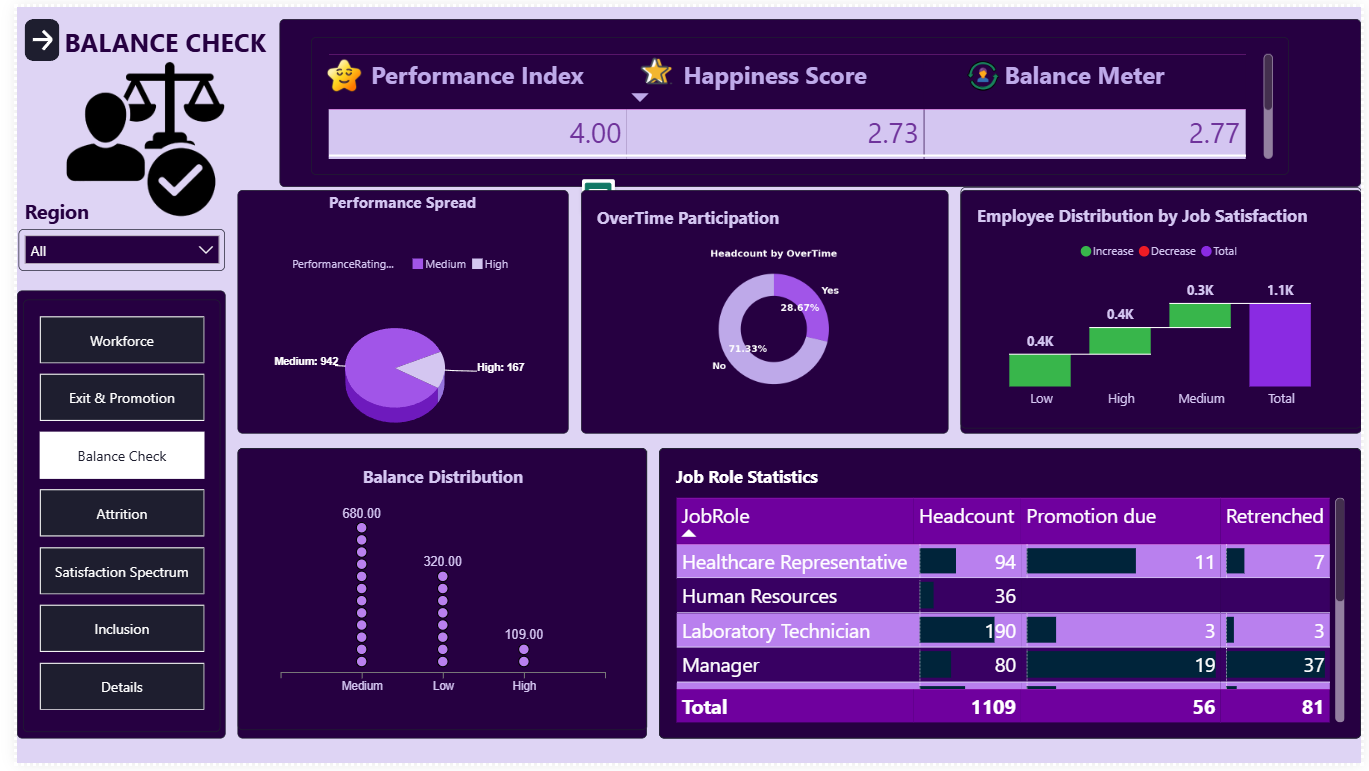 BALANCE CHECK
Performance Index Happiness Score Balance Meter
4.00 2.73 2.77
Region
All
Workforce
Exit & Promotion
Balance Check
Attrition
Satisfaction Spectrum
Inclusion
Details
Performance Spread
PerformanceRating... Medium High
Medium: 942
High: 167
OverTime Participation
Headcount by OverTime
Yes
28.67%
71.33%
No
Employee Distribution by Job Satisfaction
Increase Decrease Total
0.4K 0.4K 0.3K 1.1K
Low High Medium Total
Balance Distribution
680.00 320.00 109.00
Medium Low High
Job Role Statistics
JobRole Headcount Promotion due Retrenched
Healthcare Representative 94 11 7
Human Resources 36
Laboratory Technician 190 3 3
Manager 80 19 37
Total 1109 56 81